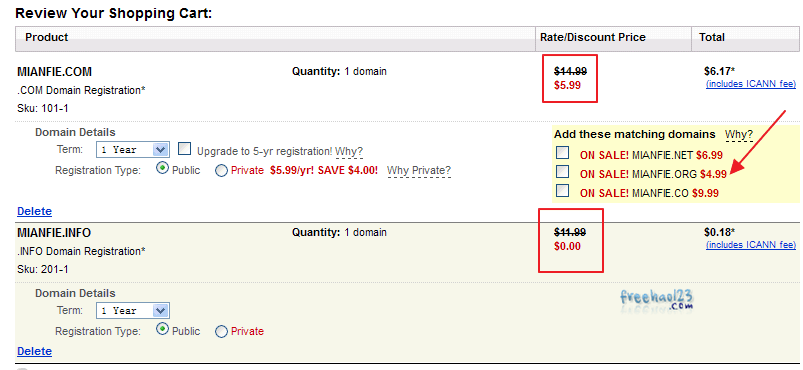 Review Your Shopping Cart:
Product Rate/Discount Price Total
MIANFIE.COM Quantity: 1 domain $14.99 $6.17*
$5.99 (includes ICANN fee)
.COM Domain Registration*
Sku: 101-1
Domain Details Add these matching domains Why?
Term: 1 Year Upgrade to 5-yr registration! Why? ON SALE! MIANFIE.NET $6.99
Registration Type: Public Private $5.99/yr! SAVE $4.00! Why Private? ON SALE! MIANFIE.ORG $4.99
ON SALE! MIANFIE.CO $9.99
Delete
MIANFIE.INFO Quantity: 1 domain $11.99 $0.18*
$0.00 (includes ICANN fee)
.INFO Domain Registration*
Sku: 201-1
Domain Details
freehao123
.com
Term: 1 Year
Registration Type: Public Private
Delete